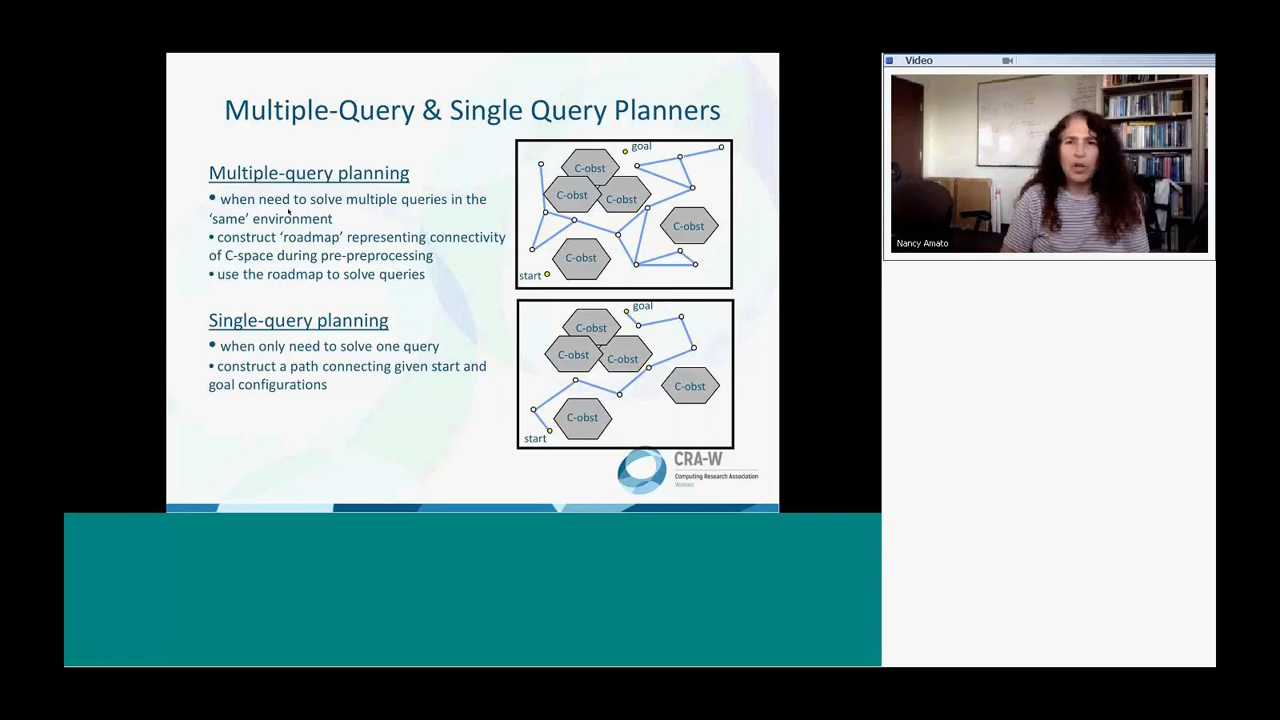 Multiple-Query & Single Query Planners
Multiple-query planning
• when need to solve multiple queries in the
‘same’ environment
• construct ‘roadmap’ representing connectivity
of C-space during pre-preprocessing
• use the roadmap to solve queries
Single-query planning
• when only need to solve one query
• construct a path connecting given start and
goal configurations
goal
C-obst
C-obst
C-obst
C-obst
C-obst
start
goal
C-obst
C-obst
C-obst
C-obst
C-obst
start
CRA-W
Computing Research Association
Women
Video
Nancy Amato